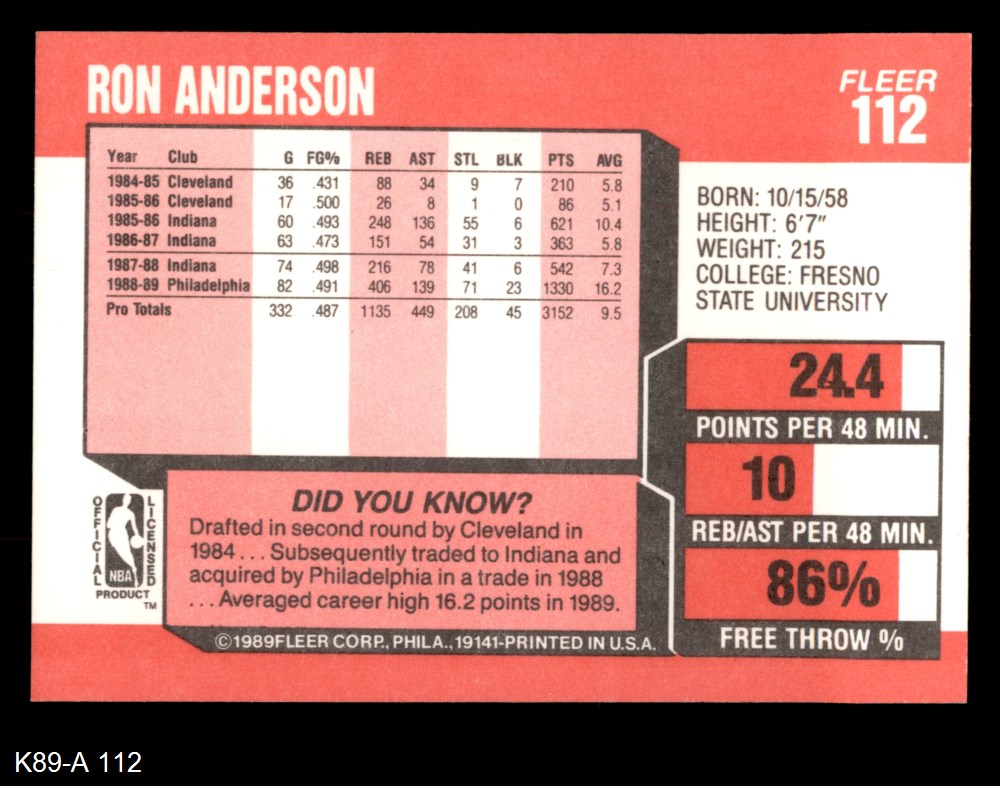 RON ANDERSON
FLEER
112
Year Club G FG% REB AST STL BLK PTS AVG
1984-85 Cleveland 36 .431 88 34 9 7 210 5.8
1985-86 Cleveland 17 .500 26 8 1 0 86 5.1
1985-86 Indiana 60 .493 248 136 55 6 621 10.4
1986-87 Indiana 63 .473 151 54 31 3 363 5.8
1987-88 Indiana 74 .498 216 78 41 6 542 7.3
1988-89 Philadelphia 82 .491 406 139 71 23 1330 16.2
Pro Totals 332 .487 1135 449 208 45 3152 9.5
BORN: 10/15/58
HEIGHT: 6'7"
WEIGHT: 215
COLLEGE: FRESNO
STATE UNIVERSITY
24.4
POINTS PER 48 MIN.
10
REB/AST PER 48 MIN.
86%
FREE THROW %
DID YOU KNOW?
Drafted in second round by Cleveland in
1984 . . . Subsequently traded to Indiana and
acquired by Philadelphia in a trade in 1988
. . . Averaged career high 16.2 points in 1989.
OFFICIAL
NBA
LICENSED
PRODUCT
TM
©1989FLEER CORP., PHILA., 19141-PRINTED IN U.S.A.
K89-A 112